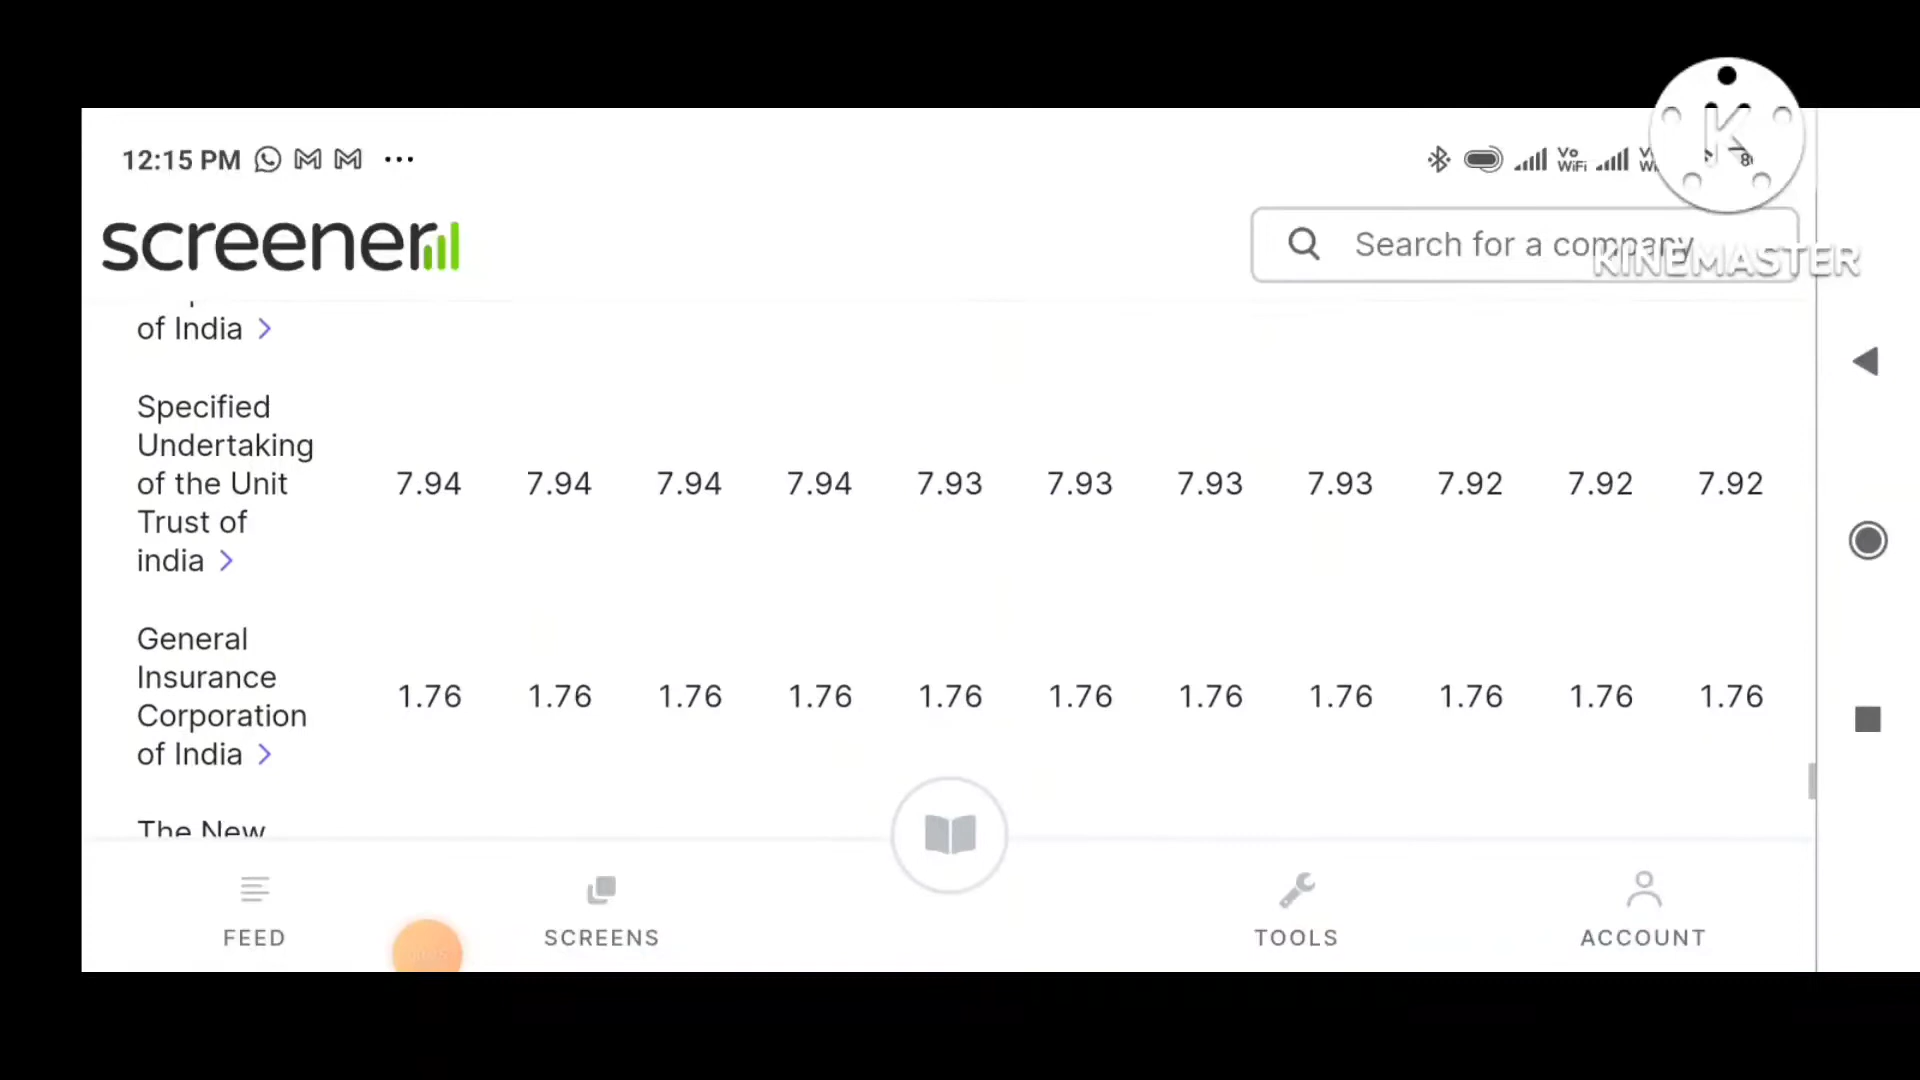 12:15 PM
Vo WiFi
screener
Search for a company
KINEMASTER
of India
Specified
Undertaking
of the Unit
Trust of
india
7.94 7.94 7.94 7.94 7.93 7.93 7.93 7.93 7.92 7.92 7.92
General
Insurance
Corporation
of India
1.76 1.76 1.76 1.76 1.76 1.76 1.76 1.76 1.76 1.76 1.76
The New
FEED
SCREENS
TOOLS
ACCOUNT